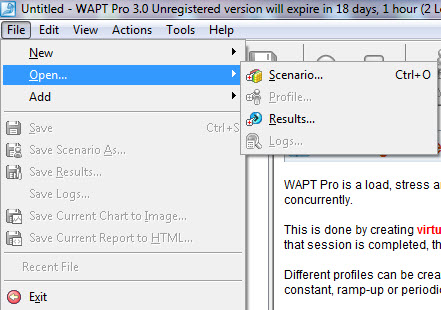 Untitled - WAPT Pro 3.0 Unregistered version will expire in 18 days, 1 hour (2 L
File Edit View Actions Tools Help
New
Open...
Add
Save Ctrl+S
Save Scenario As...
Save Results...
Save Logs...
Save Current Chart to Image...
Save Current Report to HTML...
Recent File
Exit
Scenario... Ctrl+O
Profile...
Results...
Logs...
WAPT Pro is a load, stress a
concurrently.
This is done by creating virtu
that session is completed, th
Different profiles can be crea
constant, ramp-up or periodi